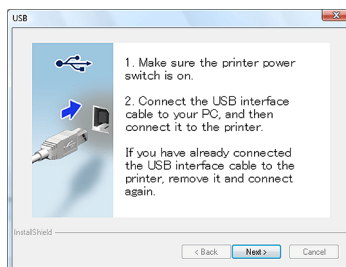 USB
1. Make sure the printer power
switch is on.
2. Connect the USB interface
cable to your PC, and then
connect it to the printer.
If you have already connected
the USB interface cable to the
printer, remove it and connect
again.
InstallShield
< Back Next > Cancel